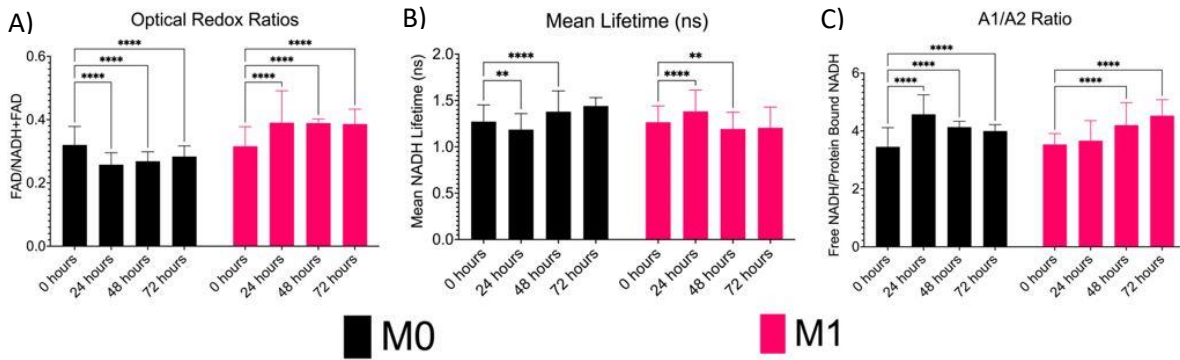 A)
Optical Redox Ratios
FAD/NADH+FAD
0.6
0.4
0.2
0.0
****
****
****
****
****
****
0 hours
24 hours
48 hours
72 hours
0 hours
24 hours
48 hours
72 hours
B)
Mean Lifetime (ns)
Mean NADH Lifetime (ns)
2.0
1.5
1.0
0.5
0.0
****
**
**
****
0 hours
24 hours
48 hours
72 hours
0 hours
24 hours
48 hours
72 hours
C)
A1/A2 Ratio
Free NADH/Protein Bound NADH
6
4
2
0
****
****
****
****
****
0 hours
24 hours
48 hours
72 hours
0 hours
24 hours
48 hours
72 hours
M0
M1